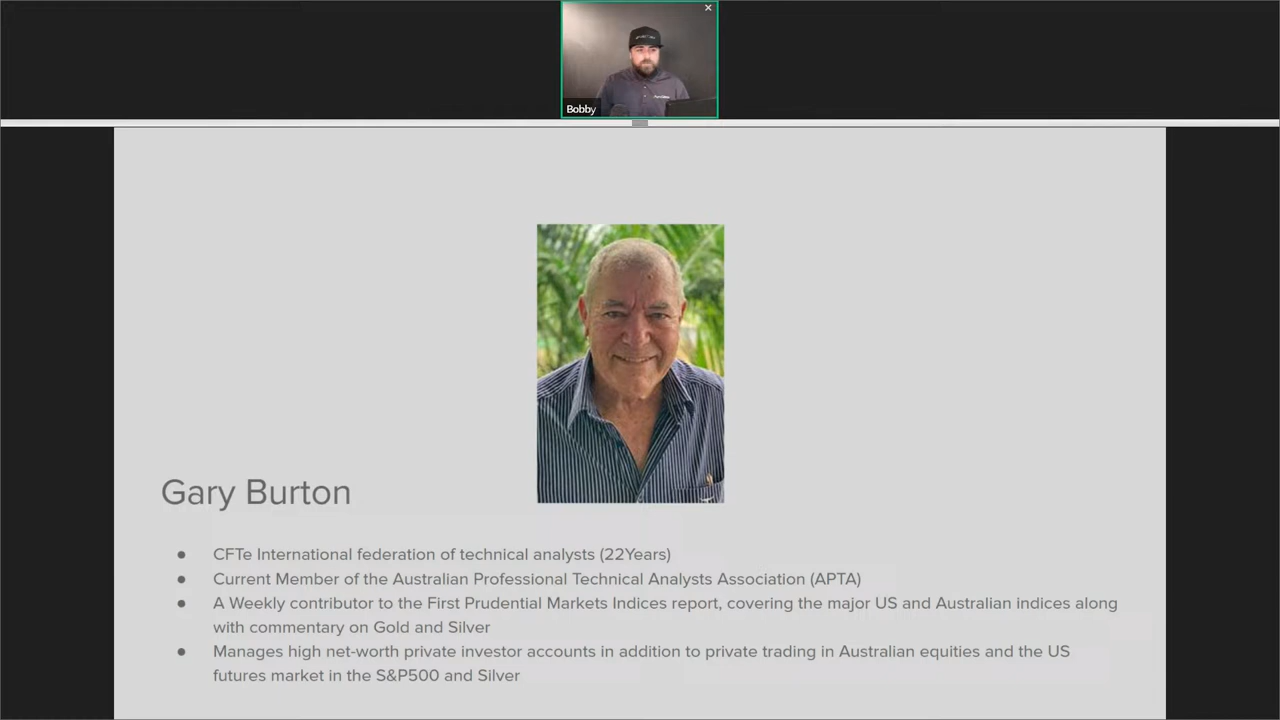 Bobby
Gary Burton
● CFTe International federation of technical analysts (22Years)
● Current Member of the Australian Professional Technical Analysts Association (APTA)
● A Weekly contributor to the First Prudential Markets Indices report, covering the major US and Australian indices along
with commentary on Gold and Silver
● Manages high net-worth private investor accounts in addition to private trading in Australian equities and the US
futures market in the S&P500 and Silver